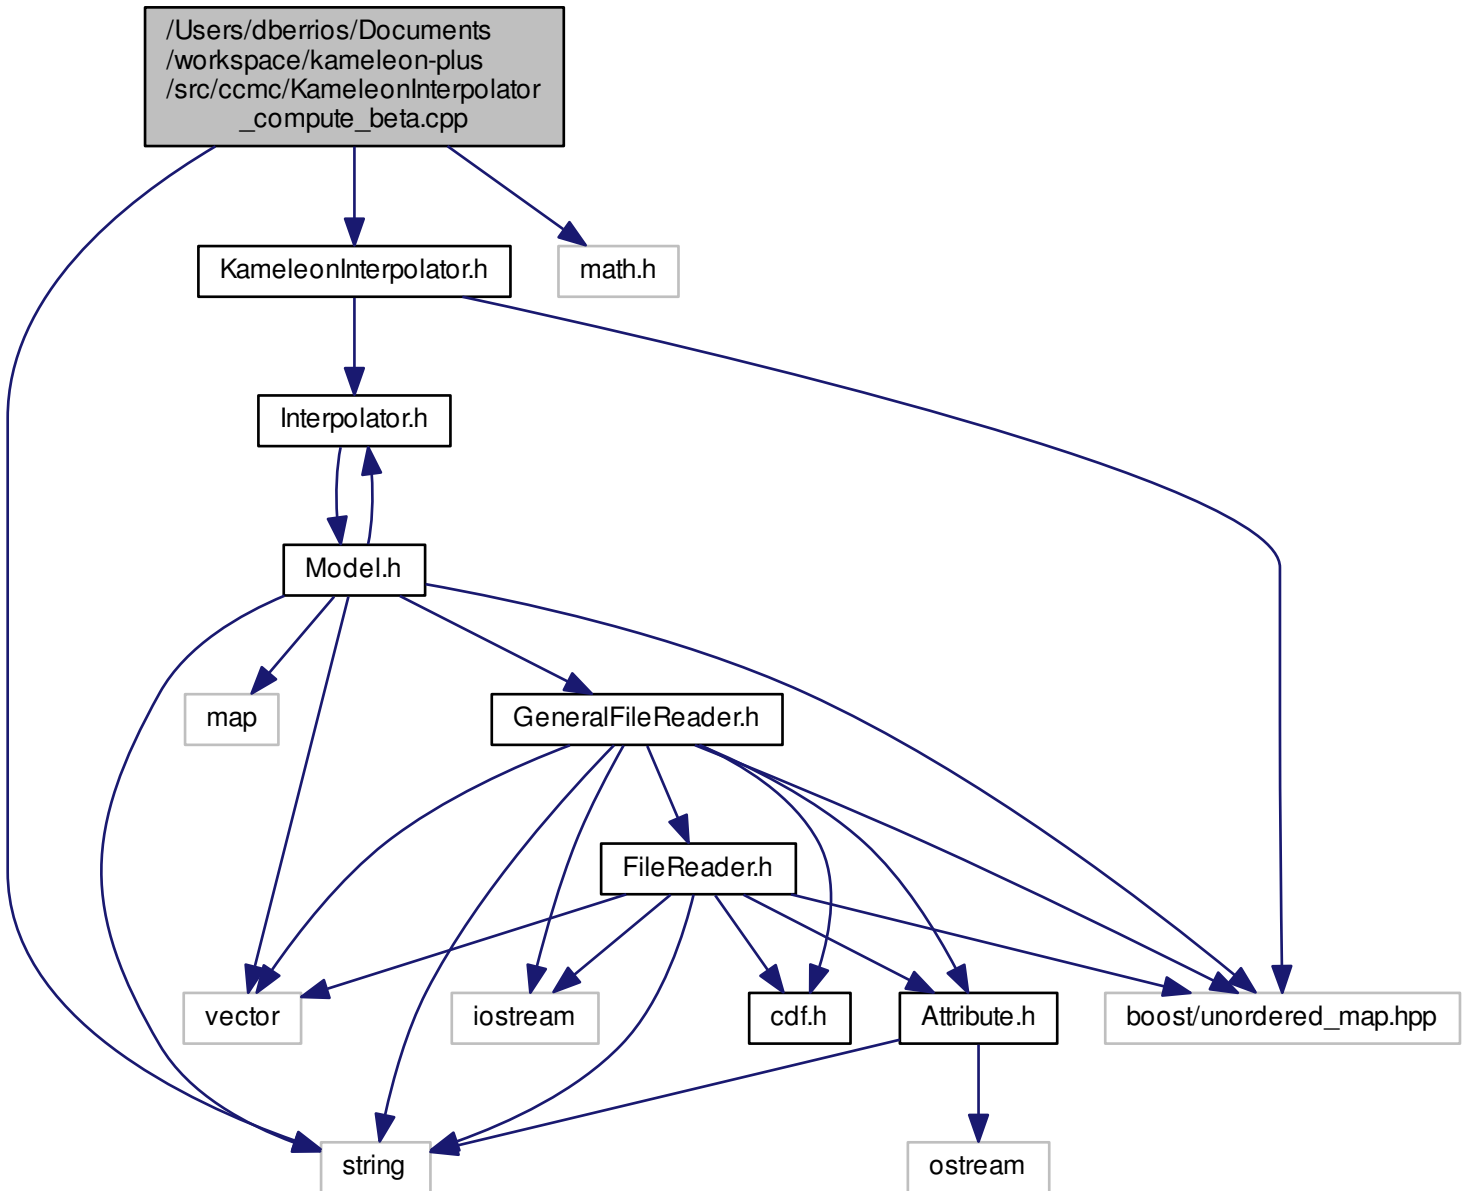 /Users/dberrios/Documents
/workspace/kameleon-plus
/src/ccmc/KameleonInterpolator
_compute_beta.cpp
KameleonInterpolator.h
math.h
Interpolator.h
Model.h
map
GeneralFileReader.h
FileReader.h
vector
iostream
cdf.h
Attribute.h
boost/unordered_map.hpp
string
ostream